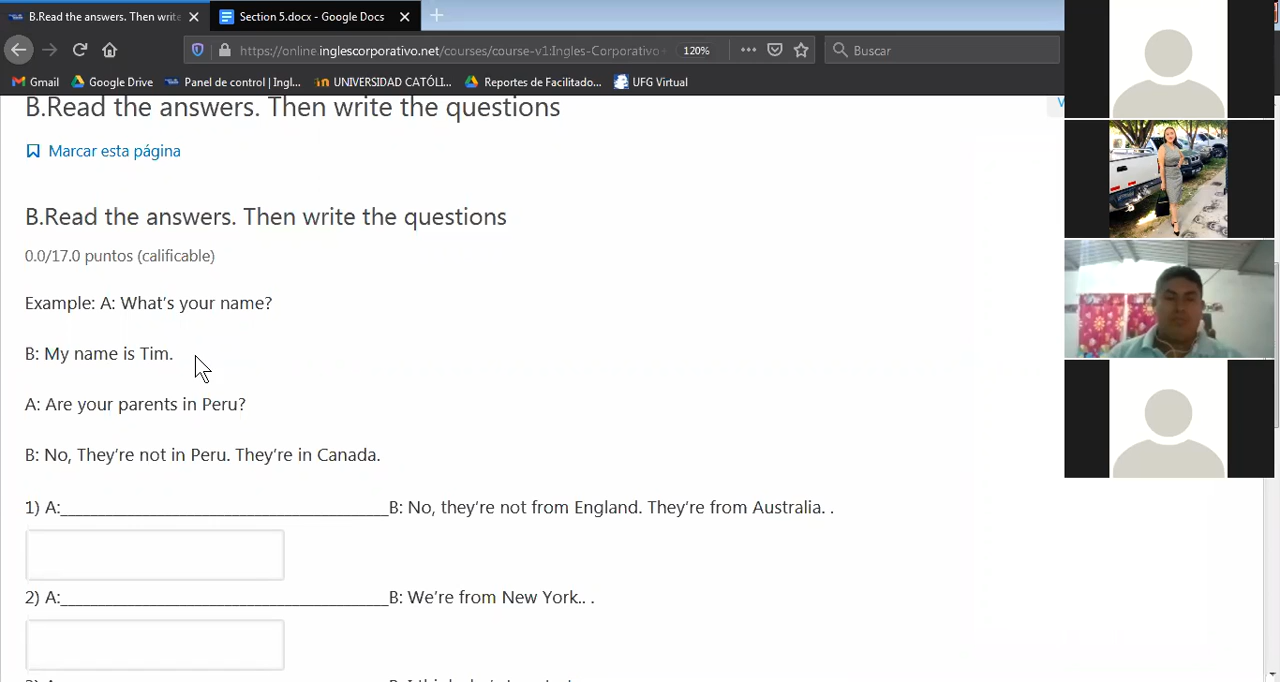 B.Read the answers. Then write
Section 5.docx - Google Docs
https://online.inglescorporativo.net/courses/course-v1:Ingles-Corporativo
120%
Buscar
Gmail
Google Drive
Panel de control | Ingl...
UNIVERSIDAD CATÓLI...
Reportes de Facilitado...
UFG Virtual
B.Read the answers. Then write the questions
Marcar esta página
B.Read the answers. Then write the questions
0.0/17.0 puntos (calificable)
Example: A: What's your name?
B: My name is Tim.
A: Are your parents in Peru?
B: No, They're not in Peru. They're in Canada.
1) A:___________________________________B: No, they're not from England. They're from Australia. .
2) A:___________________________________B: We're from New York.. .